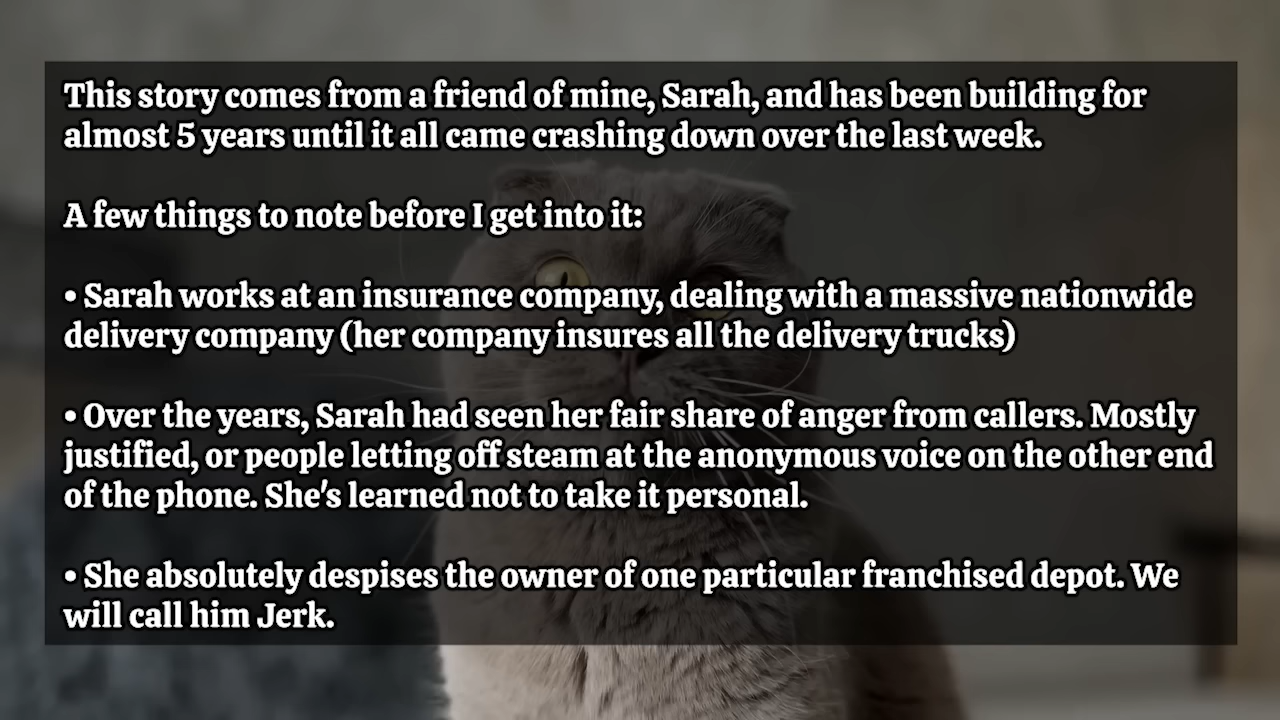 This story comes from a friend of mine, Sarah, and has been building for
almost 5 years until it all came crashing down over the last week.
A few things to note before I get into it:
• Sarah works at an insurance company, dealing with a massive nationwide
delivery company (her company insures all the delivery trucks)
• Over the years, Sarah had seen her fair share of anger from callers. Mostly
justified, or people letting off steam at the anonymous voice on the other end
of the phone. She's learned not to take it personal.
• She absolutely despises the owner of one particular franchised depot. We
will call him Jerk.